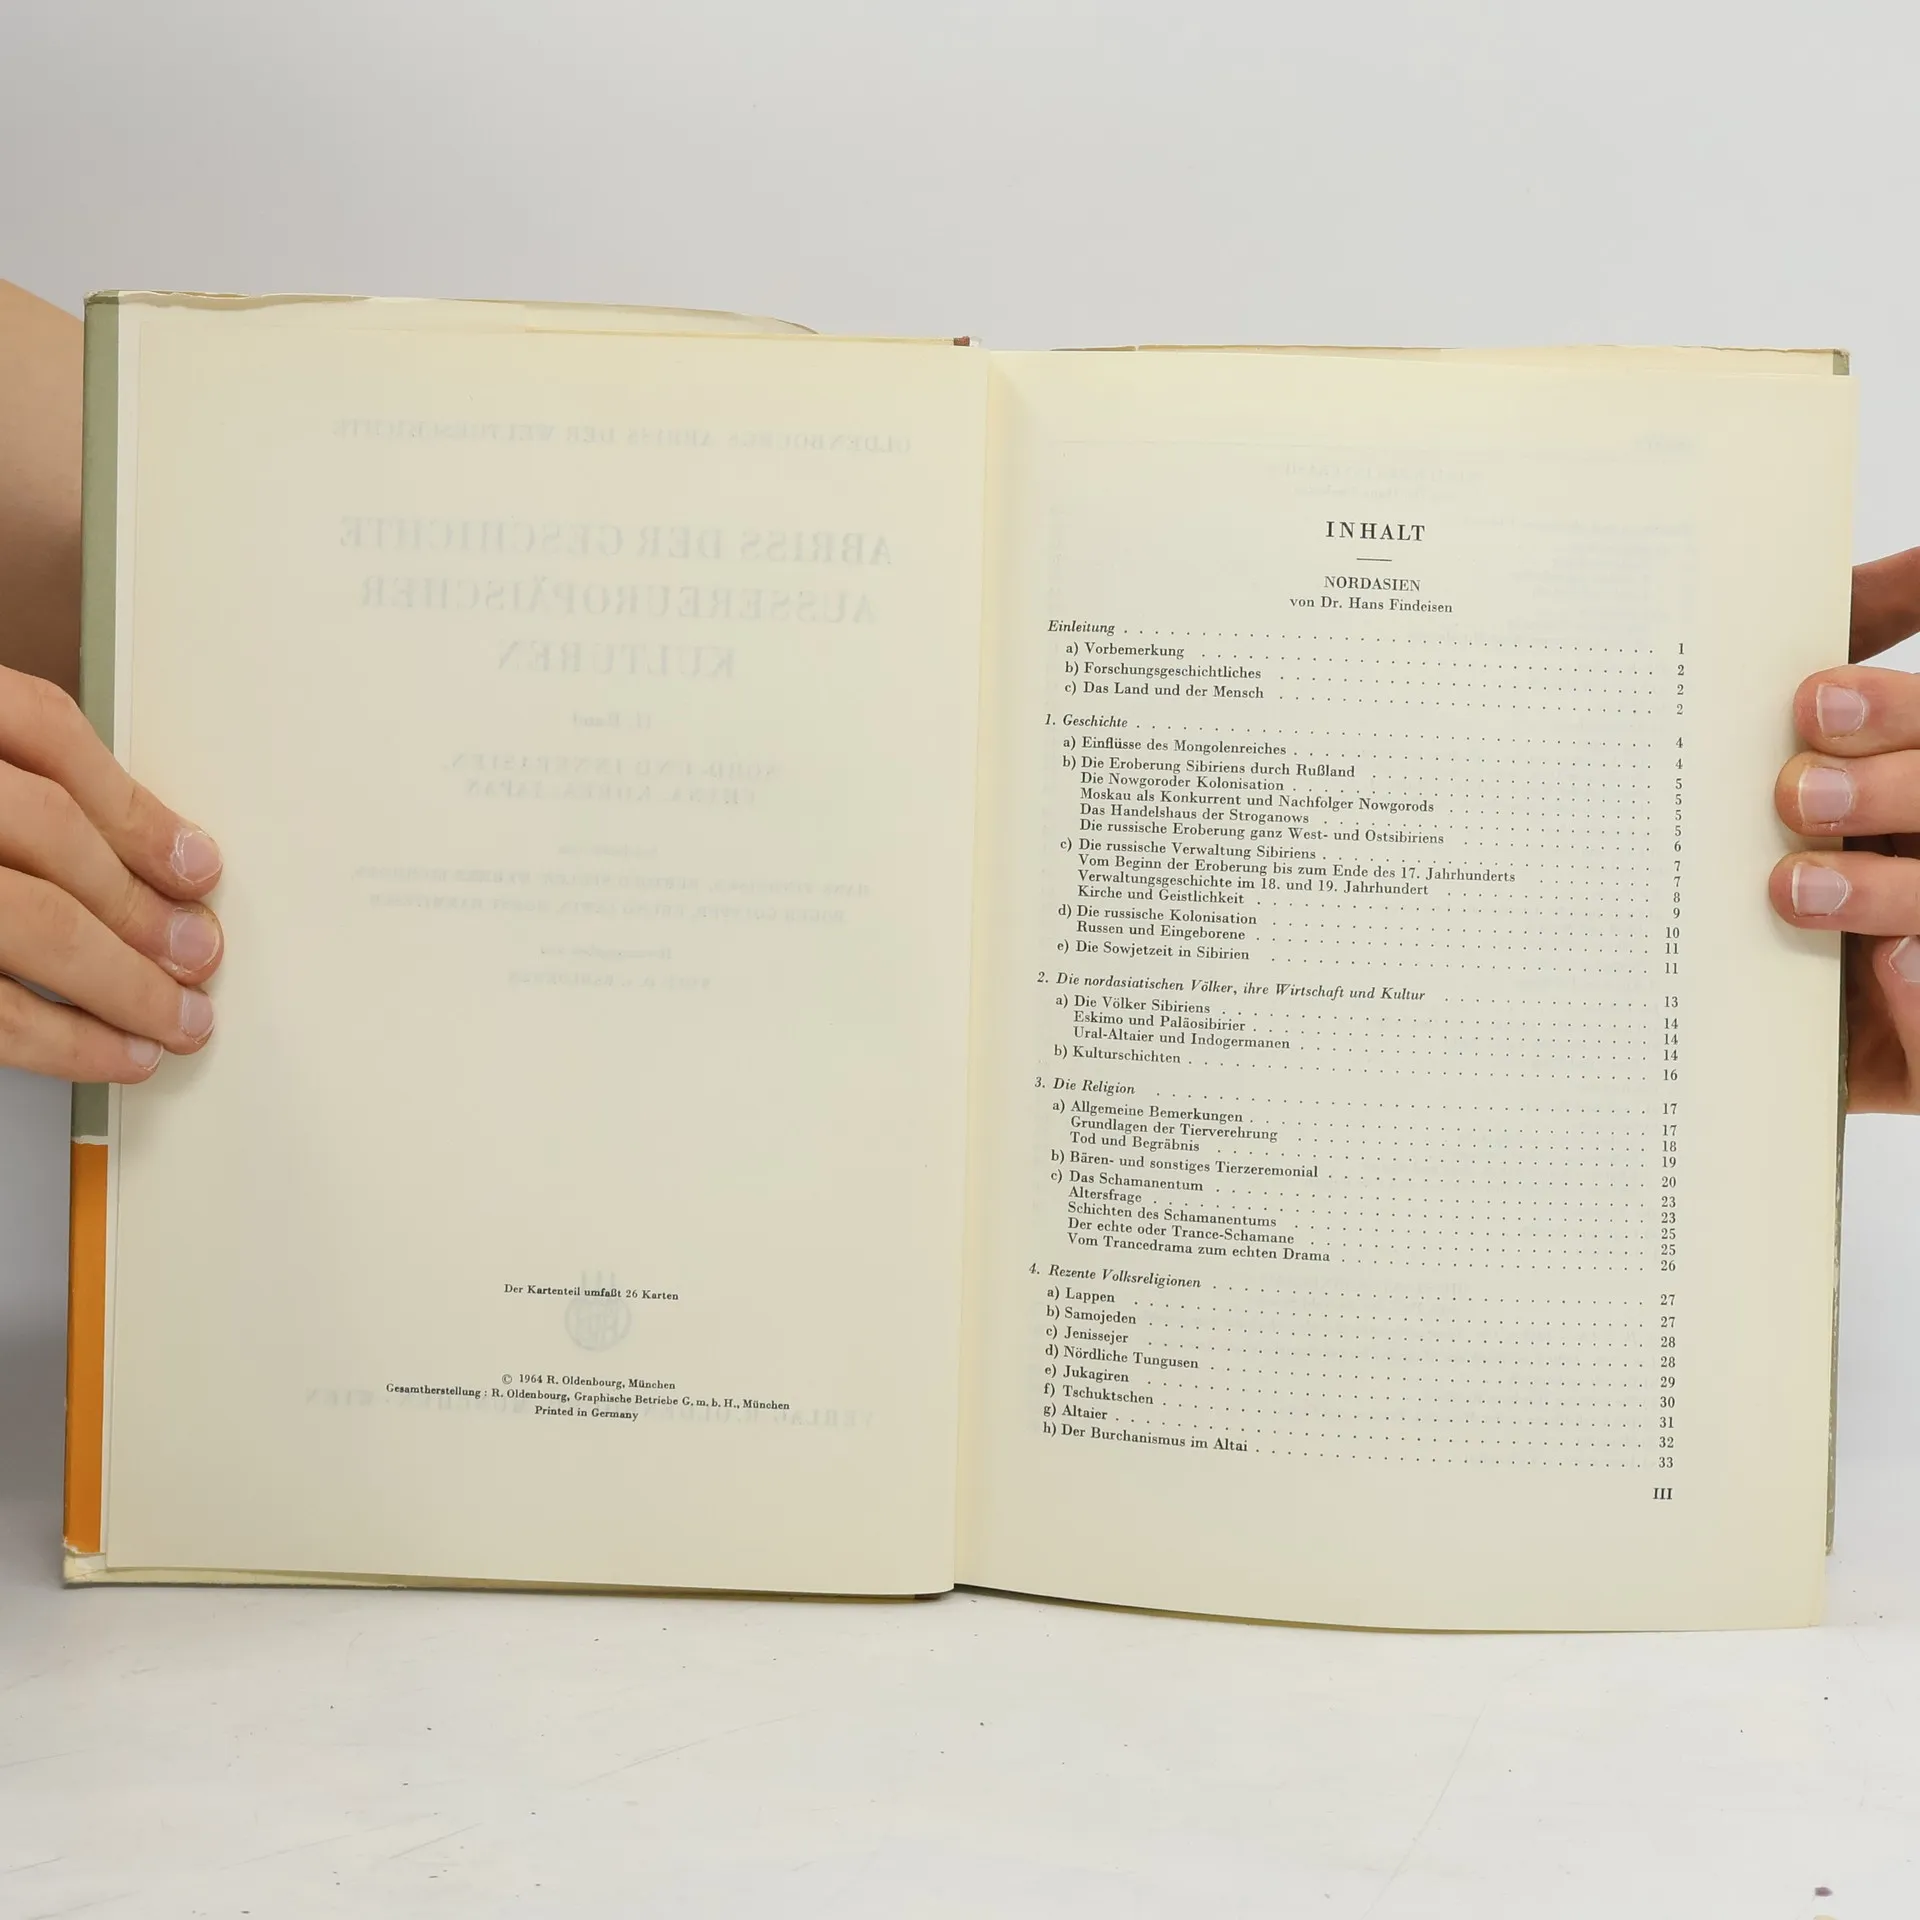 Der Kartenteil umfaßt 26 Karten
© 1964 R. Oldenbourg, München
Gesamtherstellung: R. Oldenbourg, Graphische Betriebe G. m. b. H., München
Printed in Germany
INHALT
NORDASIEN
von Dr. Hans Findeisen
Einleitung . . . . 1
a) Vorbemerkung . . . . 2
b) Forschungsgeschichtliches . . . . 2
c) Das Land und der Mensch . . . . 2
1. Geschichte . . . . 4
a) Einflüsse des Mongolenreiches . . . . 4
b) Die Eroberung Sibiriens durch Rußland . . . . 5
Die Nowgoroder Kolonisation . . . . 5
Moskau als Konkurrent und Nachfolger Nowgorods . . . . 5
Das Handelshaus der Stroganows . . . . 5
Die russische Eroberung ganz West- und Ostsibiriens . . . . 6
c) Die russische Verwaltung Sibiriens . . . . 7
Vom Beginn der Eroberung bis zum Ende des 17. Jahrhunderts . . . . 7
Verwaltungsgeschichte im 18. und 19. Jahrhundert . . . . 8
Kirche und Geistlichkeit . . . . 9
d) Die russische Kolonisation . . . . 10
Russen und Eingeborene . . . . 11
e) Die Sowjetzeit in Sibirien . . . . 11
2. Die nordasiatischen Völker, ihre Wirtschaft und Kultur . . . . 13
a) Die Völker Sibiriens . . . . 14
Eskimo und Paläosibirier . . . . 14
Ural-Altaier und Indogermanen . . . . 14
b) Kulturschichten . . . . 16
3. Die Religion . . . . 17
a) Allgemeine Bemerkungen . . . . 17
Grundlagen der Tierverehrung . . . . 18
Tod und Begräbnis . . . . 19
b) Bären- und sonstiges Tierzeremonial . . . . 20
c) Das Schamanentum . . . . 23
Altersfrage . . . . 23
Schichten des Schamanentums . . . . 25
Der echte oder Trance-Schamane . . . . 25
Vom Trancedrama zum echten Drama . . . . 26
4. Rezente Volksreligionen . . . . 27
a) Lappen . . . . 27
b) Samojeden . . . . 28
c) Jenissejer . . . . 28
d) Nördliche Tungusen . . . . 29
e) Jukagiren . . . . 30
f) Tschuktschen . . . . 31
g) Altaier . . . . 32
h) Der Burchanismus im Altai . . . . 33
III